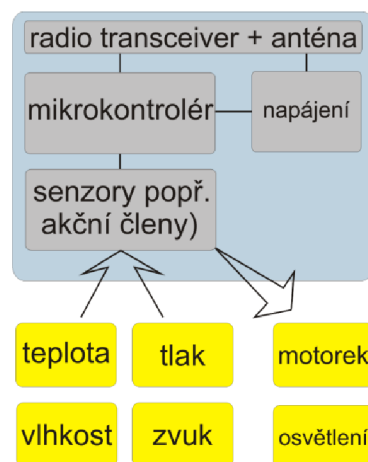 radio transceiver + anténa
mikrokontrolér
napájení
senzory popř.
akční členy)
teplota
tlak
motorek
vlhkost
zvuk
osvětlení